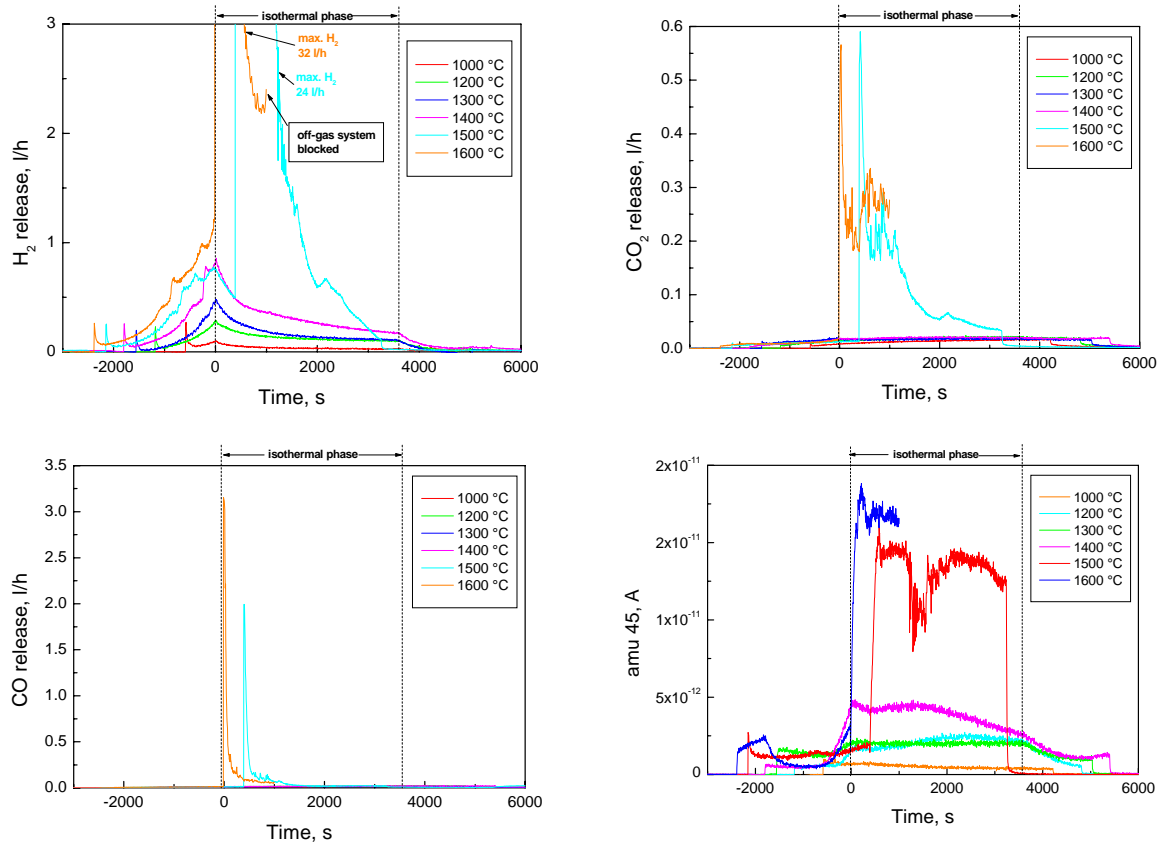 isothermal phase
3
2
1
0
H2 release, l/h
max. H2
32 l/h
max. H2
24 l/h
off-gas system
blocked
1000 °C
1200 °C
1300 °C
1400 °C
1500 °C
1600 °C
-2000 0 2000 4000 6000
Time, s
isothermal phase
0.6
0.5
0.4
0.3
0.2
0.1
0.0
CO2 release, l/h
1000 °C
1200 °C
1300 °C
1400 °C
1500 °C
1600 °C
-2000 0 2000 4000 6000
Time, s
isothermal phase
3.5
3.0
2.5
2.0
1.5
1.0
0.5
0.0
CO release, l/h
1000 °C
1200 °C
1300 °C
1400 °C
1500 °C
1600 °C
-2000 0 2000 4000 6000
Time, s
isothermal phase
2x10-11
2x10-11
1x10-11
5x10-12
0
amu 45, A
1000 °C
1200 °C
1300 °C
1400 °C
1500 °C
1600 °C
-2000 0 2000 4000 6000
Time, s